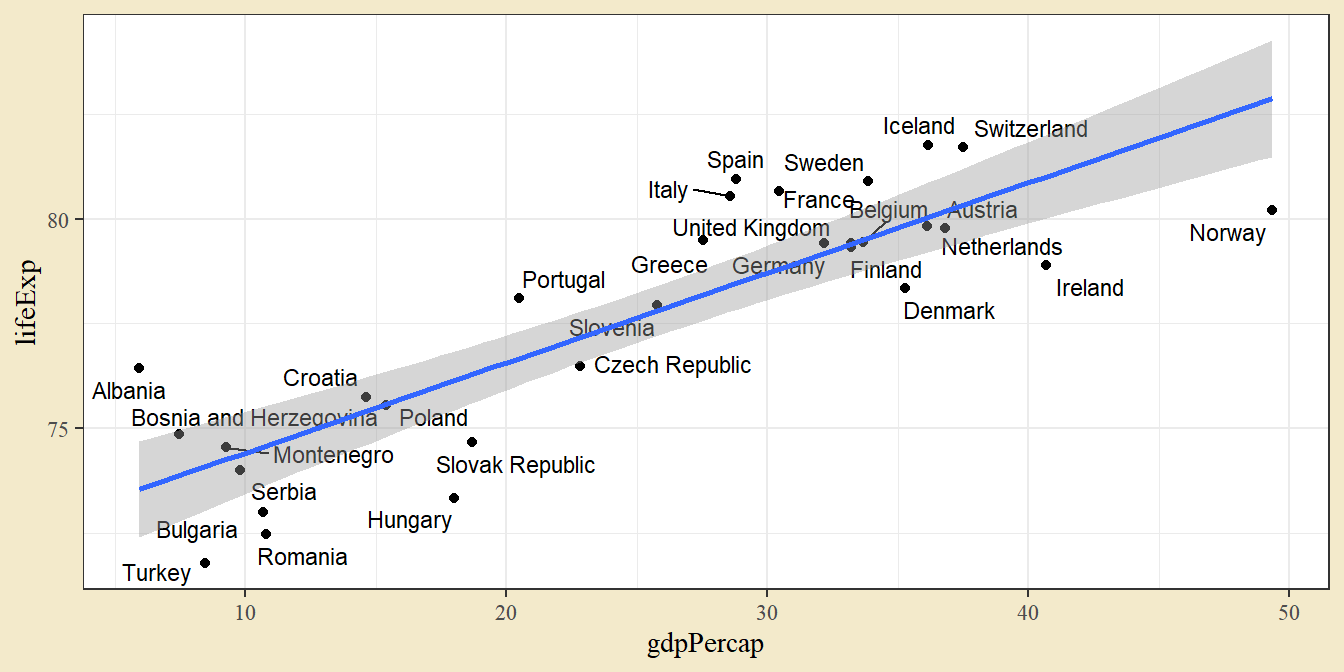 Iceland
Switzerland
Spain
Sweden
Italy
France
Belgium
Austria
United Kingdom
Norway
Netherlands
Greece
Germany
Finland
Portugal
Ireland
Denmark
Slovenia
Czech Republic
Croatia
Albania
Bosnia and Herzegovina
Poland
Montenegro
Slovak Republic
Serbia
Hungary
Bulgaria
Romania
Turkey
80
75
lifeExp
10
20
30
40
50
gdpPercap